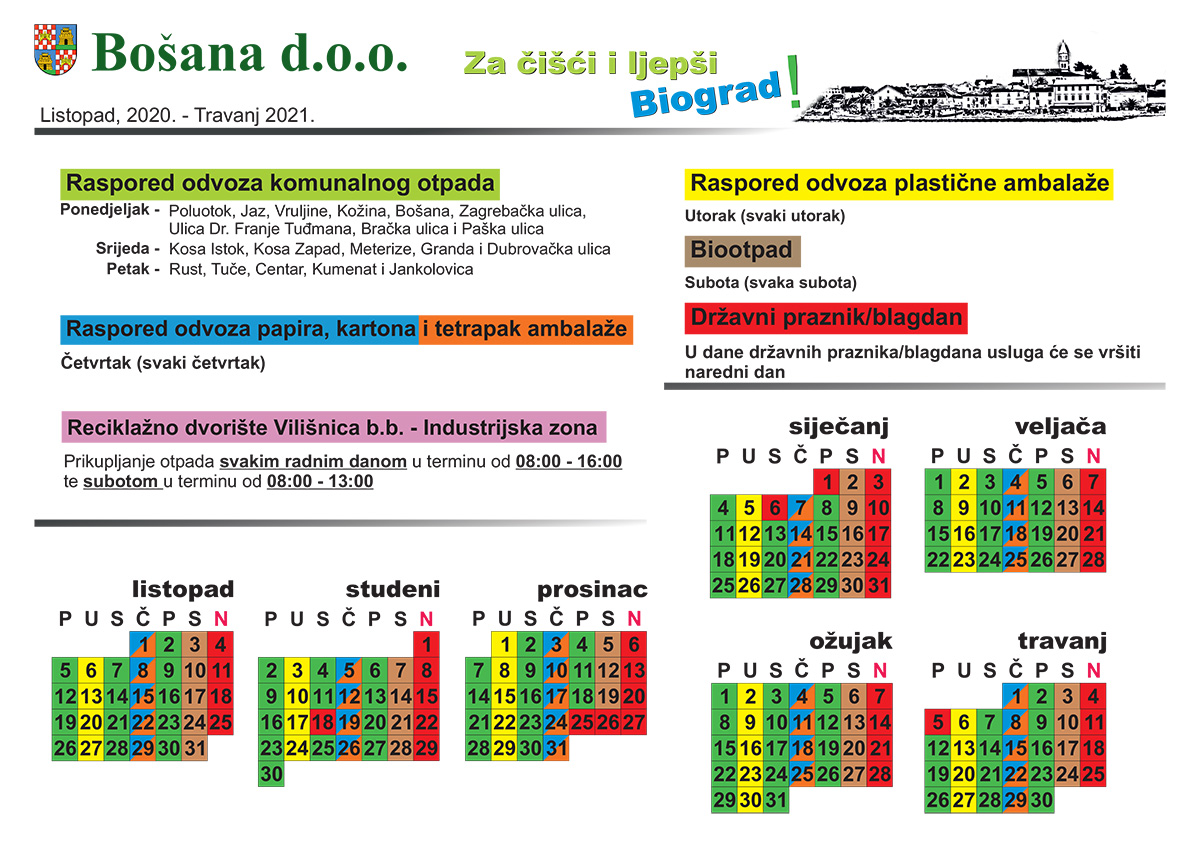 Bošana d.o.o.
Za čišći i ljepši
Biograd!
Listopad, 2020. - Travanj 2021.
Raspored odvoza komunalnog otpada
Ponedjeljak - Poluotok, Jaz, Vruljine, Kožina, Bošana, Zagrebačka ulica,
Ulica Dr. Franje Tuđmana, Bračka ulica i Paška ulica
Srijeda - Kosa Istok, Kosa Zapad, Meterize, Granda i Dubrovačka ulica
Petak - Rust, Tuče, Centar, Kumenat i Jankolovica
Raspored odvoza papira, kartona i tetrapak ambalaže
Četvrtak (svaki četvrtak)
Reciklažno dvorište Vilišnica b.b. - Industrijska zona
Prikupljanje otpada svakim radnim danom u terminu od 08:00 - 16:00
te subotom u terminu od 08:00 - 13:00
Raspored odvoza plastične ambalaže
Utorak (svaki utorak)
Biootpad
Subota (svaka subota)
Državni praznik/blagdan
U dane državnih praznika/blagdana usluga će se vršiti
naredni dan
listopad
P U S Č P S N
1 2 3 4
5 6 7 8 9 10 11
12 13 14 15 16 17 18
19 20 21 22 23 24 25
26 27 28 29 30 31
studeni
P U S Č P S N
1
2 3 4 5 6 7 8
9 10 11 12 13 14 15
16 17 18 19 20 21 22
23 24 25 26 27 28 29
30
prosinac
P U S Č P S N
1 2 3 4 5 6
7 8 9 10 11 12 13
14 15 16 17 18 19 20
21 22 23 24 25 26 27
28 29 30 31
siječanj
P U S Č P S N
1 2 3
4 5 6 7 8 9 10
11 12 13 14 15 16 17
18 19 20 21 22 23 24
25 26 27 28 29 30 31
veljača
P U S Č P S N
1 2 3 4 5 6 7
8 9 10 11 12 13 14
15 16 17 18 19 20 21
22 23 24 25 26 27 28
ožujak
P U S Č P S N
1 2 3 4 5 6 7
8 9 10 11 12 13 14
15 16 17 18 19 20 21
22 23 24 25 26 27 28
29 30 31
travanj
P U S Č P S N
1 2 3 4
5 6 7 8 9 10 11
12 13 14 15 16 17 18
19 20 21 22 23 24 25
26 27 28 29 30